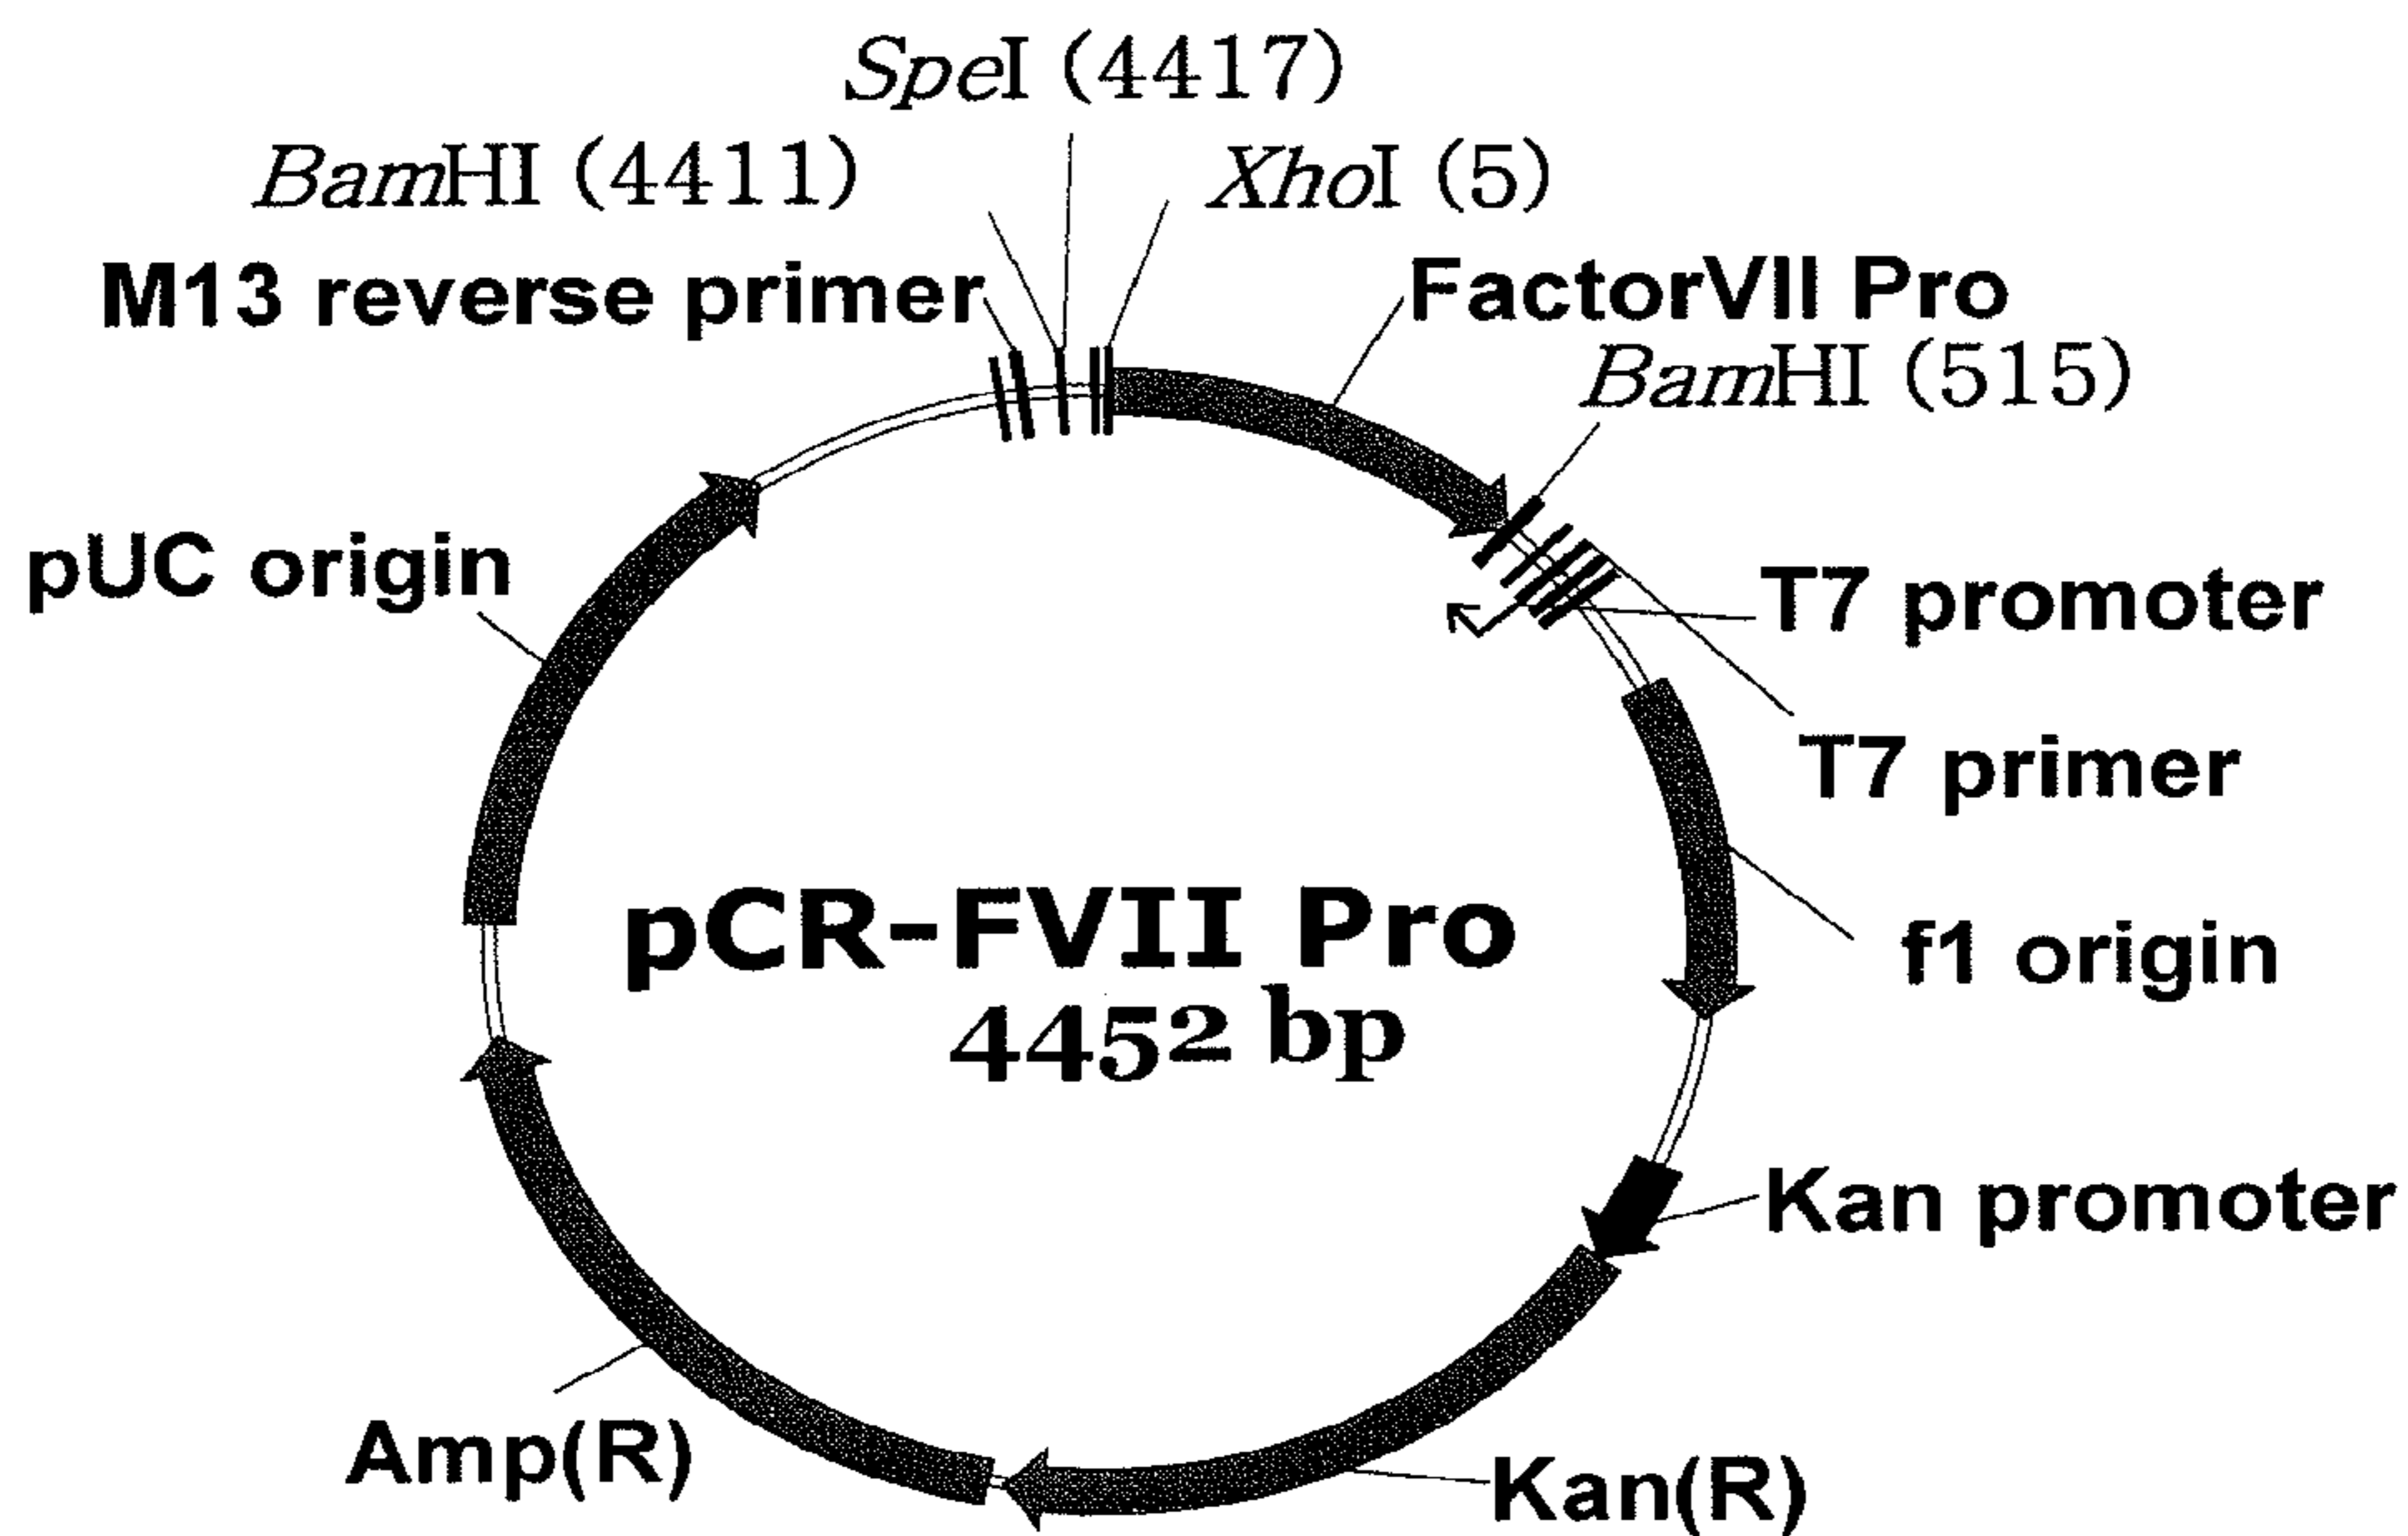 SpeI (4417)
BamHI (4411)
XhoI (5)
M13 reverse primer
FactorVII Pro
BamHI (515)
pUC origin
T7 promoter
T7 primer
pCR-FVII Pro
4452 bp
f1 origin
Kan promoter
Amp(R)
Kan(R)